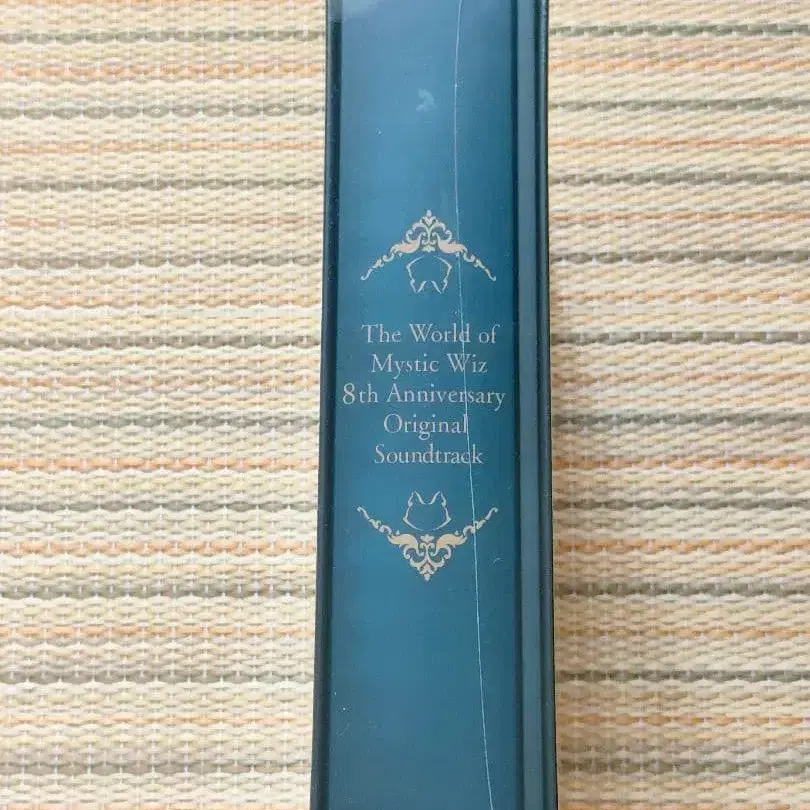 The World of
Mystic Wiz
8th Anniversary
Original
Soundtrack